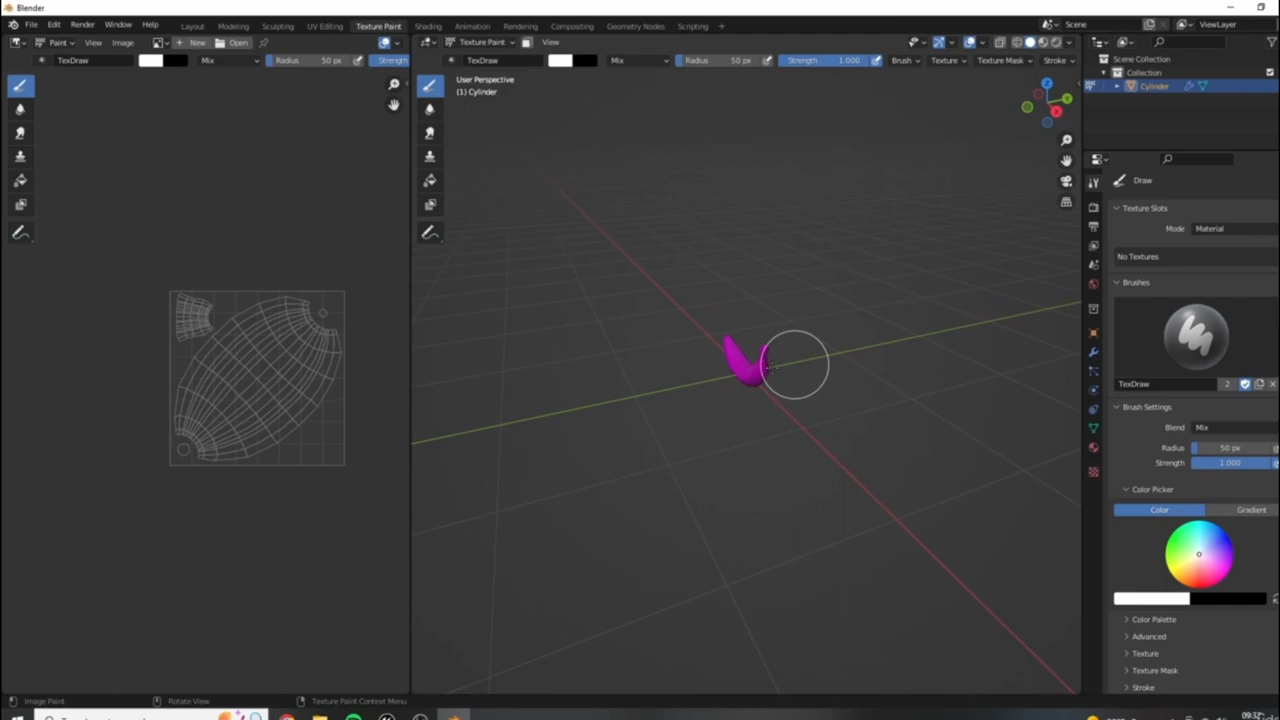 Blender
File Edit Render Window Help Layout Modeling Sculpting UV Editing Texture Paint Shading Animation Rendering Compositing Geometry Nodes Scripting + Scene ViewLayer
Paint View Image + New Open Texture Paint View
TexDraw Mix Radius 50 px Strength TexDraw Mix Radius 50 px Strength 1.000 Brush Texture Texture Mask Stroke
User Perspective
(1) Cylinder
Z
Y
X
Scene Collection
Collection
Cylinder
Draw
Texture Slots
Mode Material
No Textures
Brushes
TexDraw 2
Brush Settings
Blend Mix
Radius 50 px
Strength 1.000
Color Picker
Color Gradient
Color Palette
Advanced
Texture
Texture Mask
Stroke
Image Paint Rotate View Texture Paint Context Menu
09:32